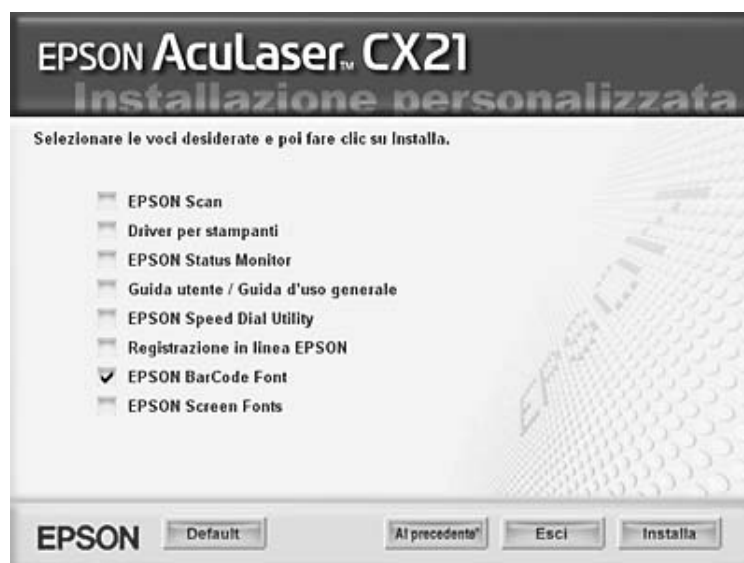 EPSON AcuLaser™ CX21
Installazione personalizzata
Selezionare le voci desiderate e poi fare clic su Installa.
EPSON Scan
Driver per stampanti
EPSON Status Monitor
Guida utente / Guida d'uso generale
EPSON Speed Dial Utility
Registrazione in linea EPSON
EPSON BarCode Font
EPSON Screen Fonts
EPSON
EPSON Default Al precedente" Esci Installa